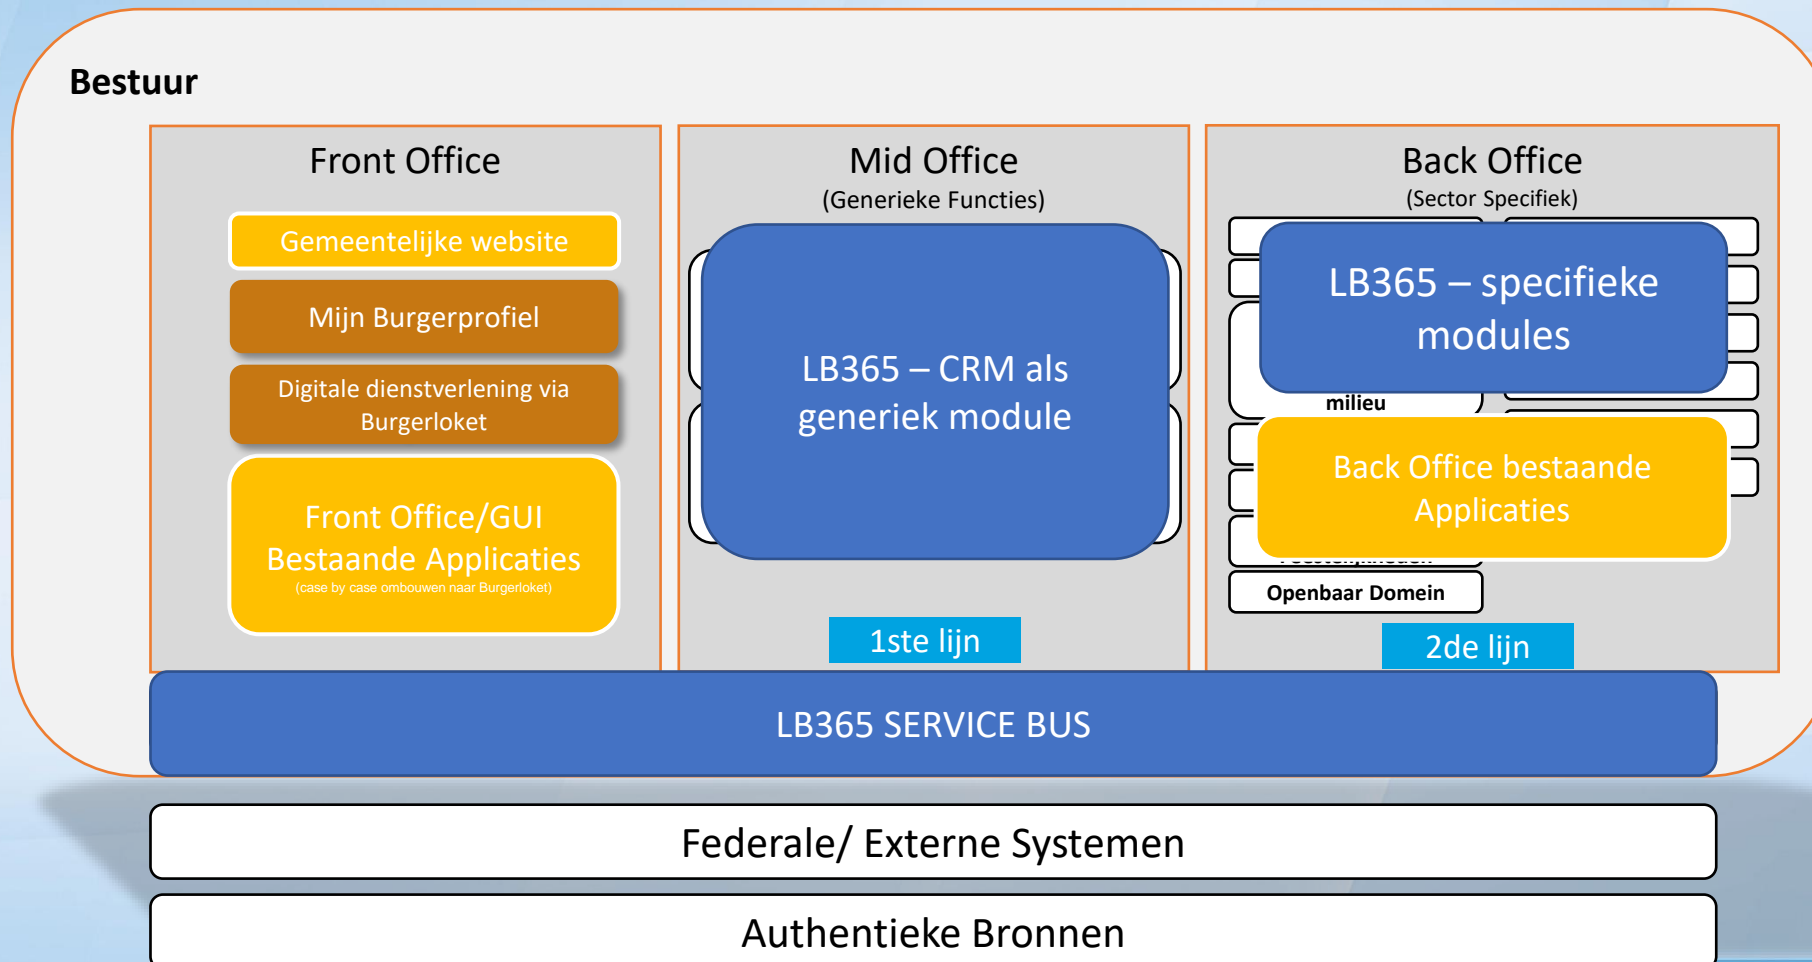 Bestuur
Front Office
Gemeentelijke website
Mijn Burgerprofiel
Digitale dienstverlening via
Burgerloket
Front Office/GUI
Bestaande Applicaties
(case by case ombouwen naar Burgerloket)
Mid Office
(Generieke Functies)
LB365 – CRM als
generiek module
1ste lijn
Back Office
(Sector Specifiek)
LB365 – specifieke
modules
milieu
Back Office bestaande
Applicaties
Openbaar Domein
2de lijn
LB365 SERVICE BUS
Federale/ Externe Systemen
Authentieke Bronnen